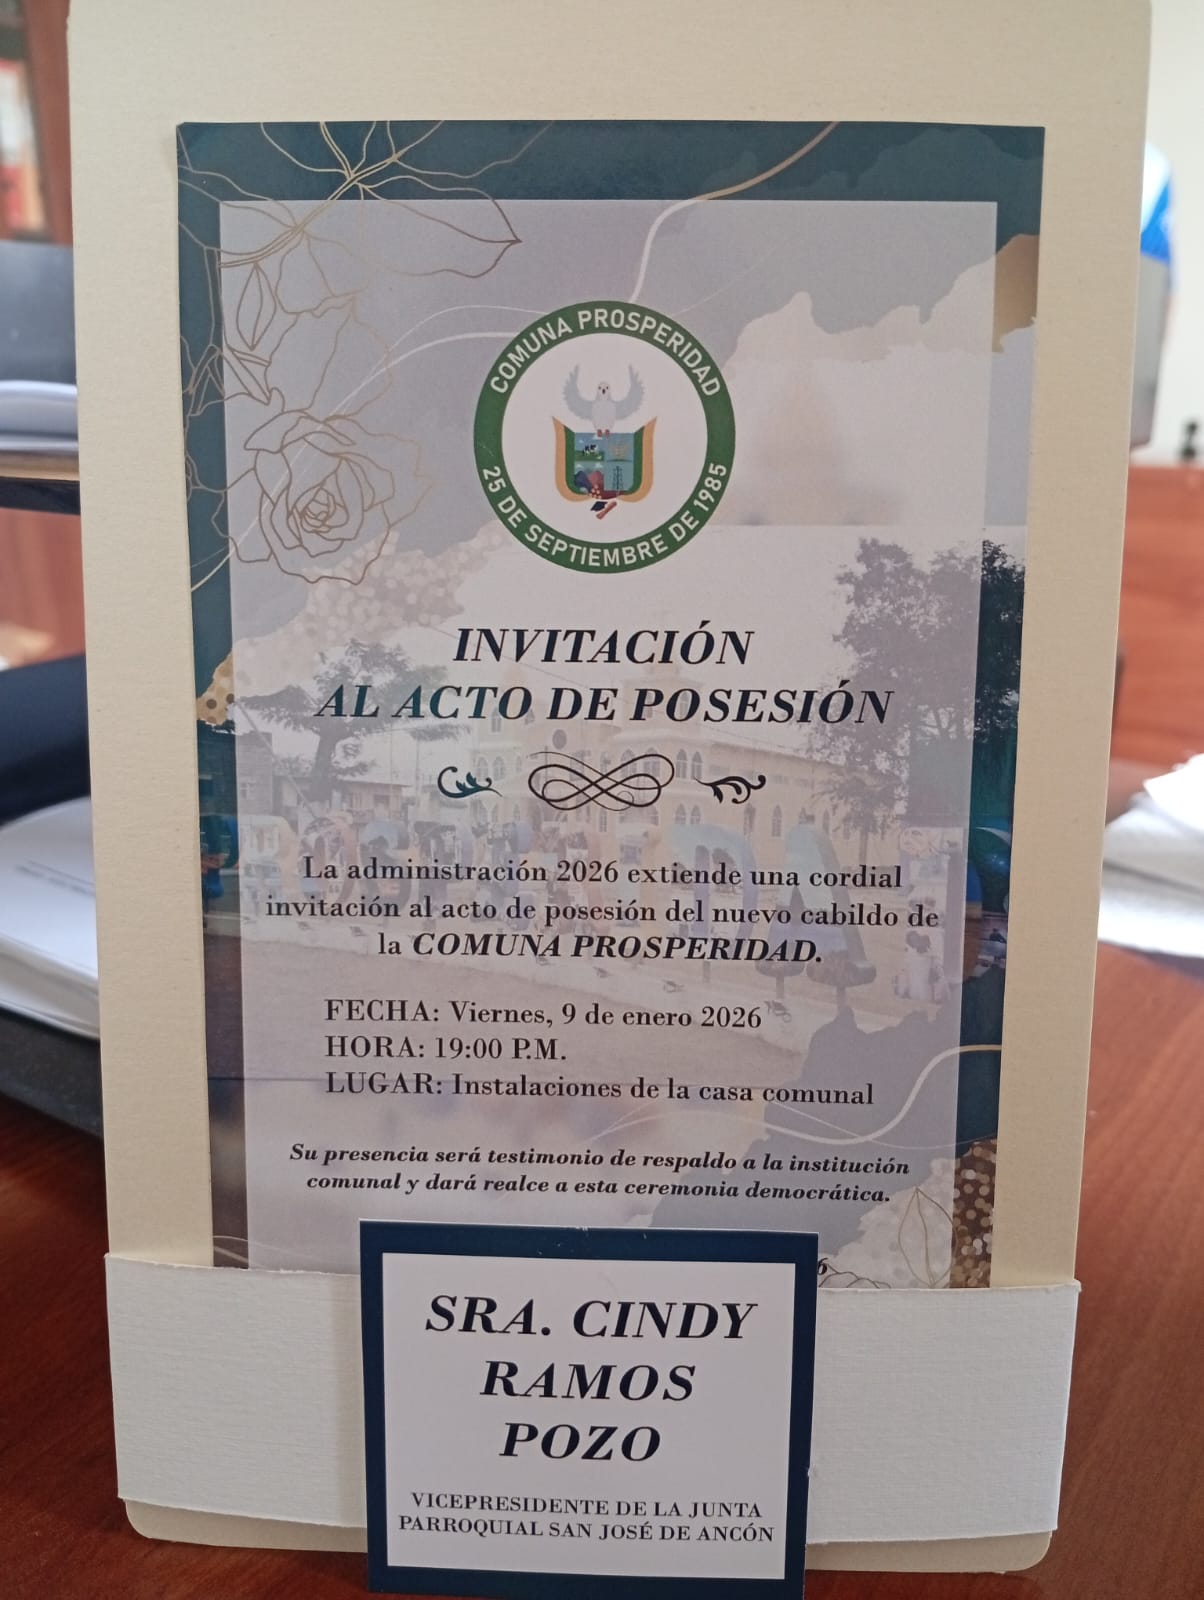 COMUNA PROSPERIDAD
25 DE SEPTIEMBRE DE 1985
INVITACIÓN
AL ACTO DE POSESIÓN
La administración 2026 extiende una cordial
invitación al acto de posesión del nuevo cabildo de
la COMUNA PROSPERIDAD.
FECHA: Viernes, 9 de enero 2026
HORA: 19:00 P.M.
LUGAR: Instalaciones de la casa comunal
Su presencia será testimonio de respaldo a la institución
comunal y dará realce a esta ceremonia democrática.
SRA. CINDY
RAMOS
POZO
VICEPRESIDENTE DE LA JUNTA
PARROQUIAL SAN JOSÉ DE ANCÓN